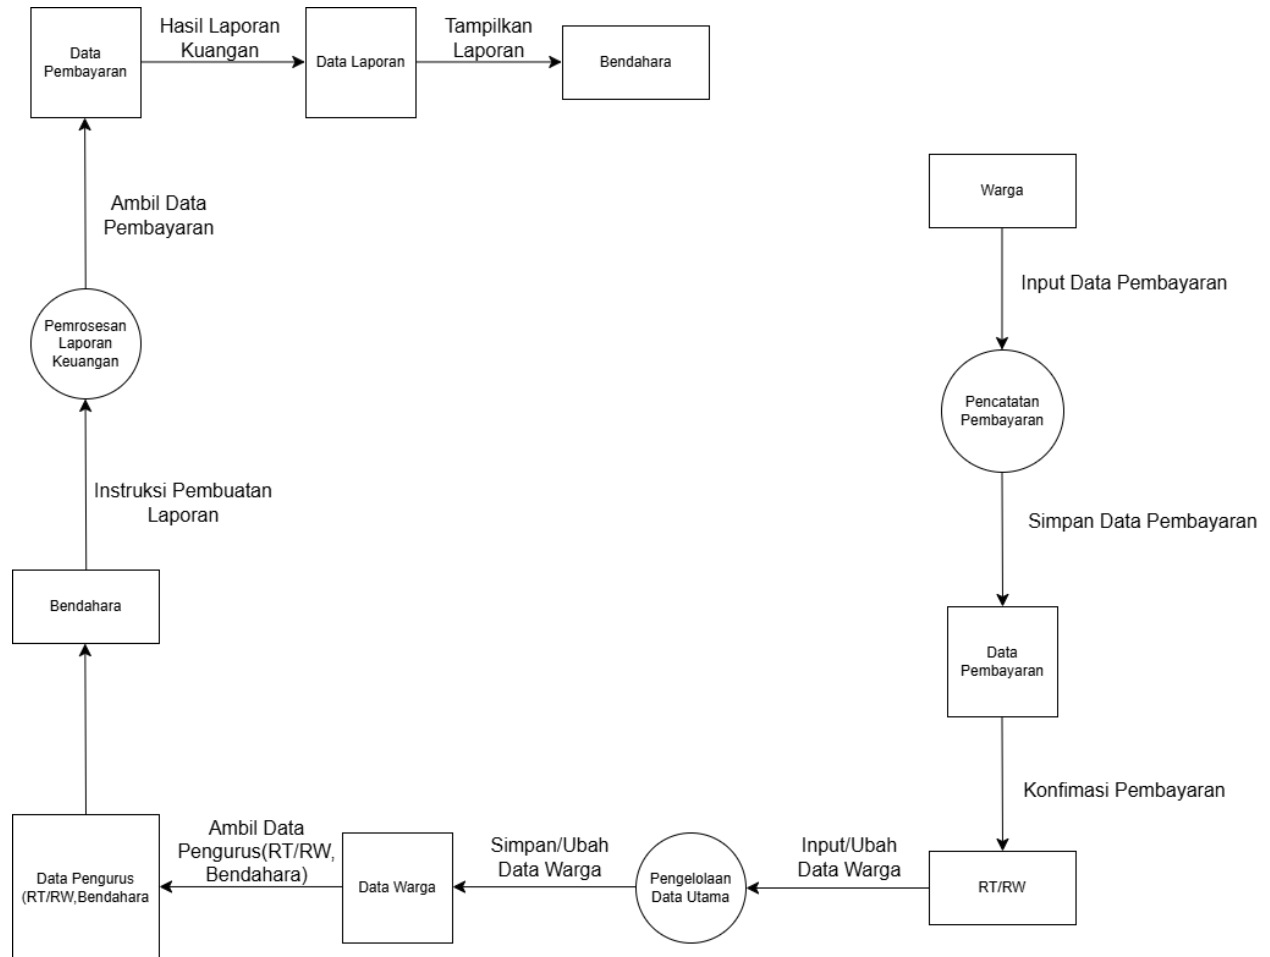 Data
Pembayaran
Hasil Laporan
Kuangan
Data Laporan
Tampilkan
Laporan
Bendahara
Warga
Ambil Data
Pembayaran
Input Data Pembayaran
Pemrosesan
Laporan
Keuangan
Pencatatan
Pembayaran
Instruksi Pembuatan
Laporan
Simpan Data Pembayaran
Bendahara
Data
Pembayaran
Konfimasi Pembayaran
Data Pengurus
(RT/RW,Bendahara
Ambil Data
Pengurus(RT/RW,
Bendahara)
Data Warga
Simpan/Ubah
Data Warga
Pengelolaan
Data Utama
Input/Ubah
Data Warga
RT/RW